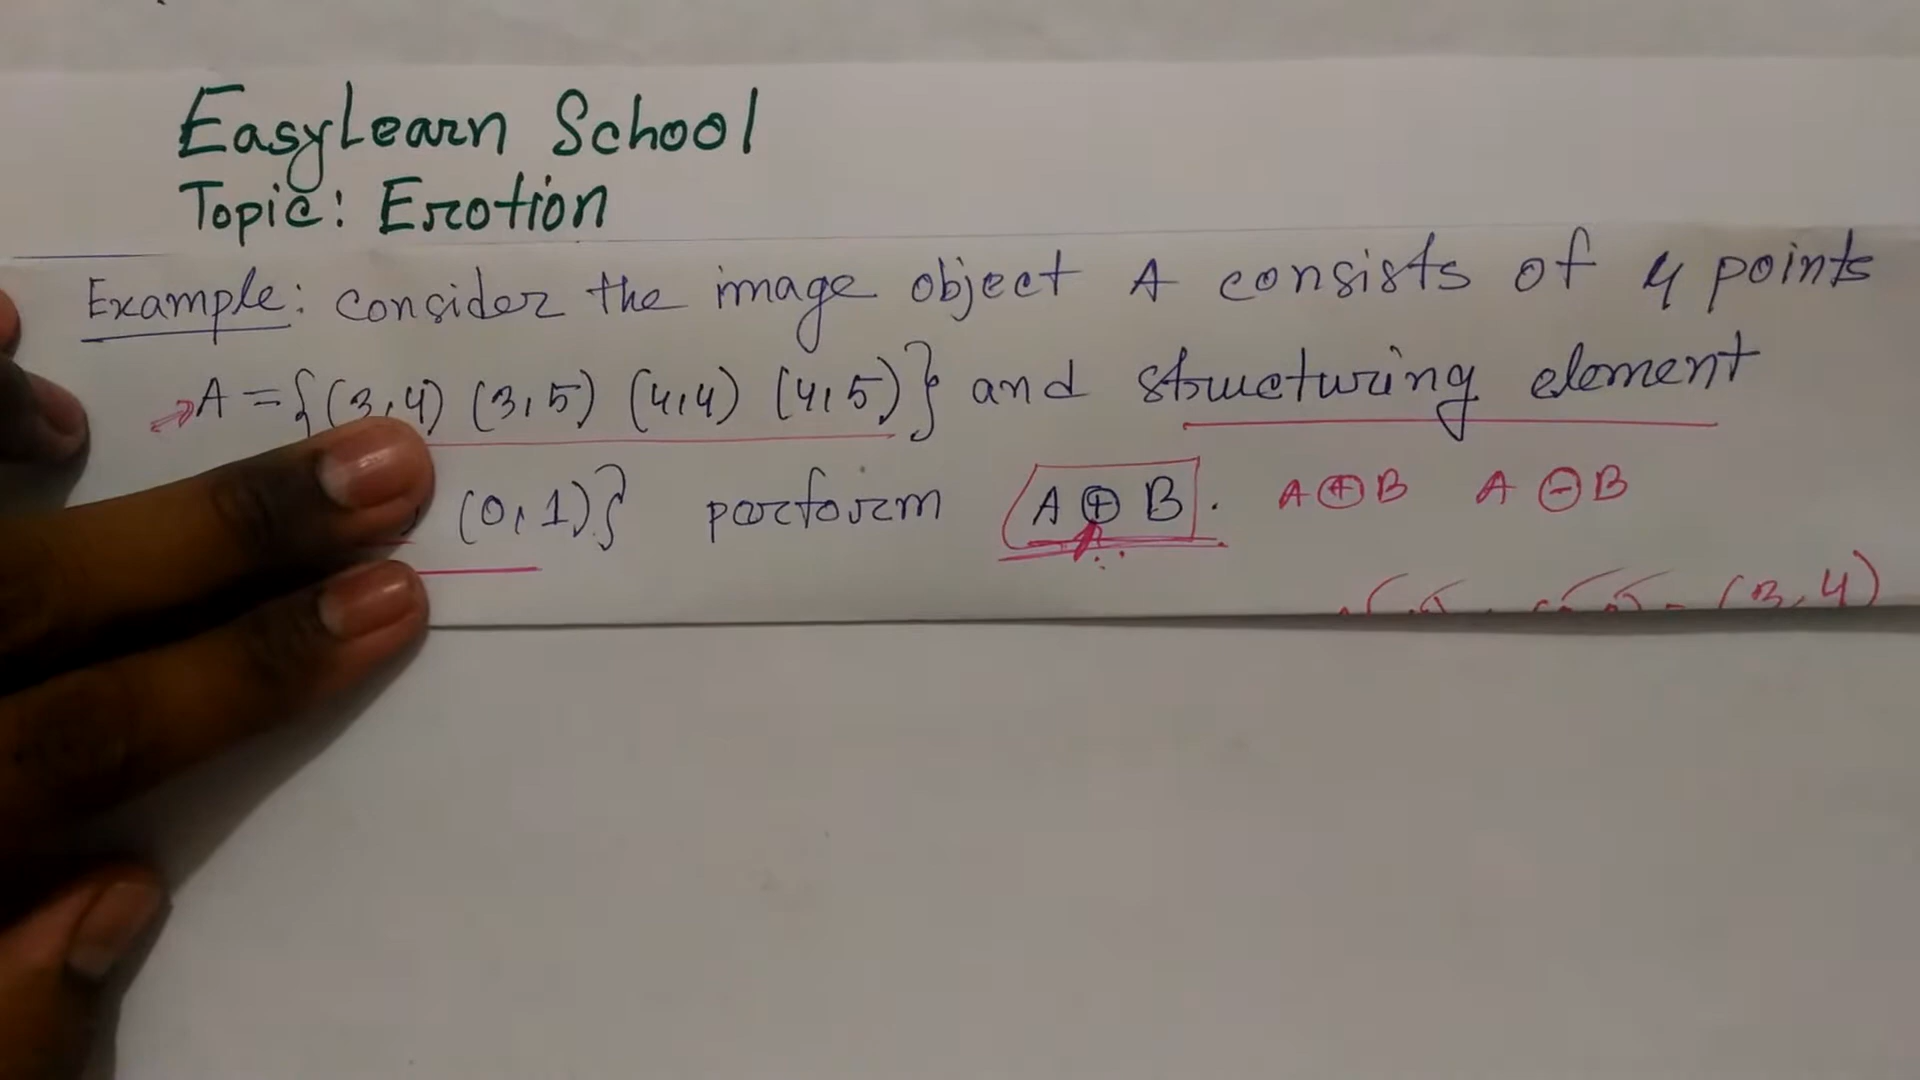 EasyLearn School
Topic: Erotion
Example: consider the image object A consists of 4 points
→A = {(3,4) (3,5) (4,4) (4,5)} and structuring element
, (0,1)} perform A ⊕ B. A ⊕ B A ⊖ B
(3,4)